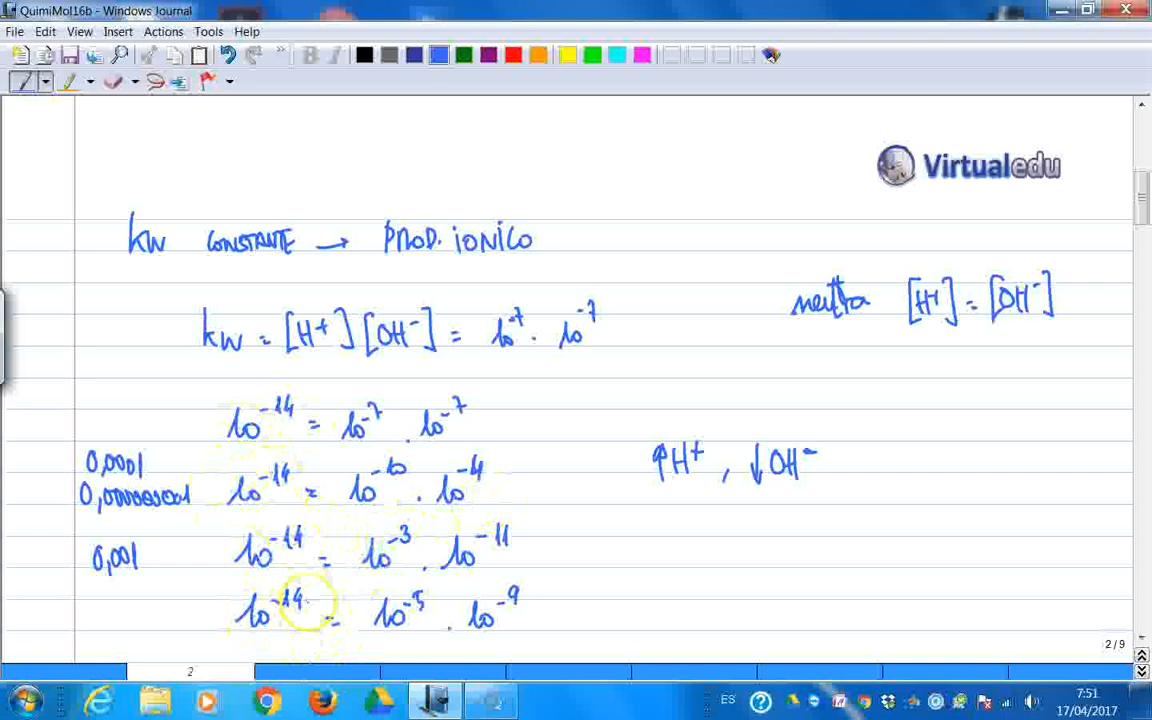 QuimiMol16b - Windows Journal
File Edit View Insert Actions Tools Help
Virtualedu
kw CONSTANTE → PROD. iONiCO
neutra [H+] = [OH-]
kw = [H+] [OH-] = 10^-7 . 10^-7
10^-14 = 10^-7 . 10^-7
0,0001
↑H+, ↓OH-
10^-14 = 10^-10 . 10^-4
0,001 10^-14 = 10^-3 . 10^-11
10^-14 = 10^-5 . 10^-9
2 / 9
2
ES
7:51
17/04/2017